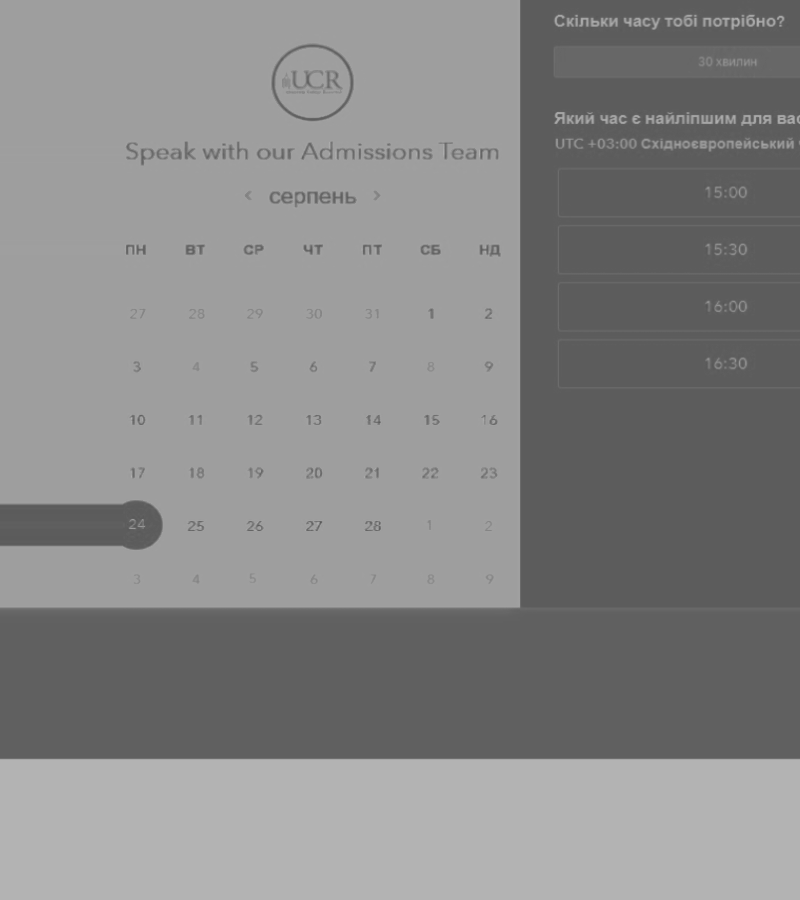 UCR
Speak with our Admissions Team
‹ серпень ›
ПН ВТ СР ЧТ ПТ СБ НД
27 28 29 30 31 1 2
3 4 5 6 7 8 9
10 11 12 13 14 15 16
17 18 19 20 21 22 23
24 25 26 27 28 1 2
3 4 5 6 7 8 9
Скільки часу тобі потрібно?
30 хвилин
Який час є найліпшим для вас
UTC +03:00 Східноєвропейський
15:00
15:30
16:00
16:30